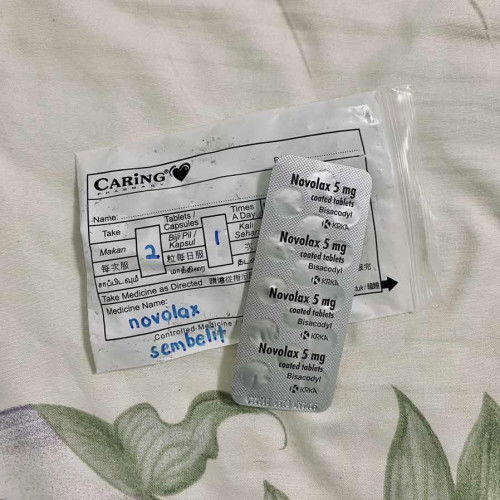 CARiNG
PHARMACY
Name:
Take
Tablets /
Capsules
Times
A Day
Makan
2
Biji Pil /
Kapsul
1
Kali
每次服
粒每日服
சாப்பிடவும்
மாத்திரை
Take Medicine as Directed
Medicine Name:
novolax
Controlled Medicine
sembelit
Novolax 5 mg
coated tablets
Bisacodyl
KRKA
Novolax 5 mg
coated tablets
Bisacodyl
KRKA
Novolax 5 mg
coated tablets
Bisacodyl
KRKA
Novolax 5 mg
coated tablets
Bisacodyl
KRKA